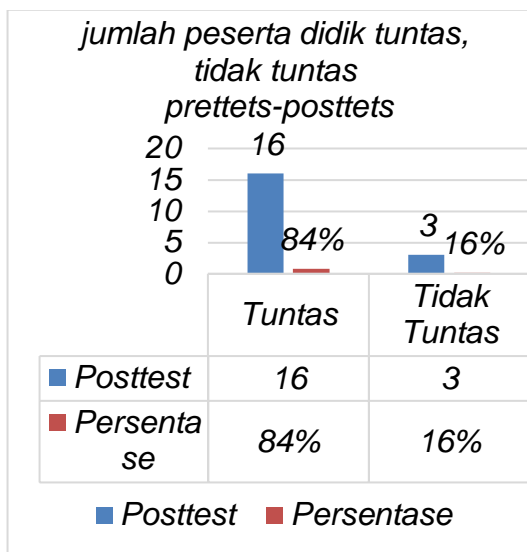 jumlah peserta didik tuntas,
tidak tuntas
prettets-posttets
20
15
10
5
0
16
84%
3
16%
Tuntas
Tidak
Tuntas
Posttest
16
3
Persenta
se
84%
16%
Posttest
Persentase